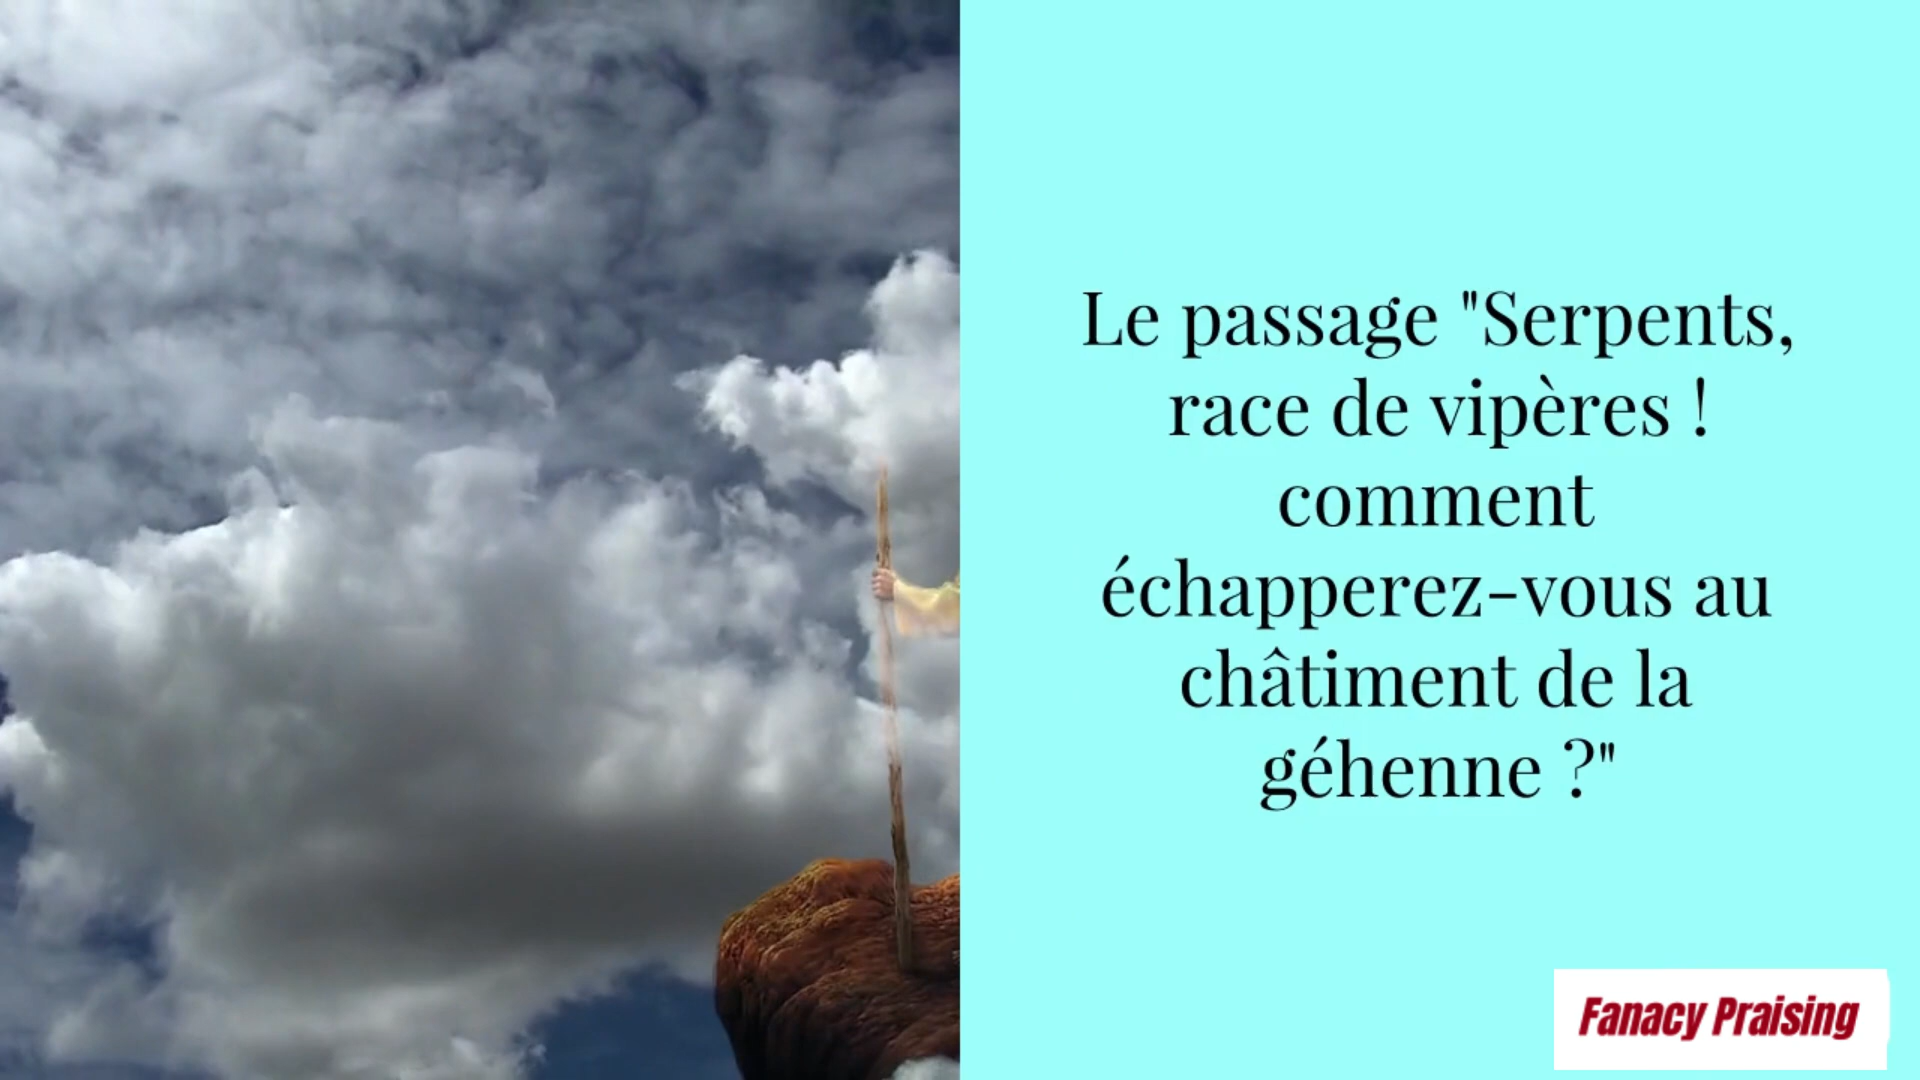 Le passage "Serpents,
race de vipères !
comment
échapperez-vous au
châtiment de la
géhenne ?"
Fanacy Praising